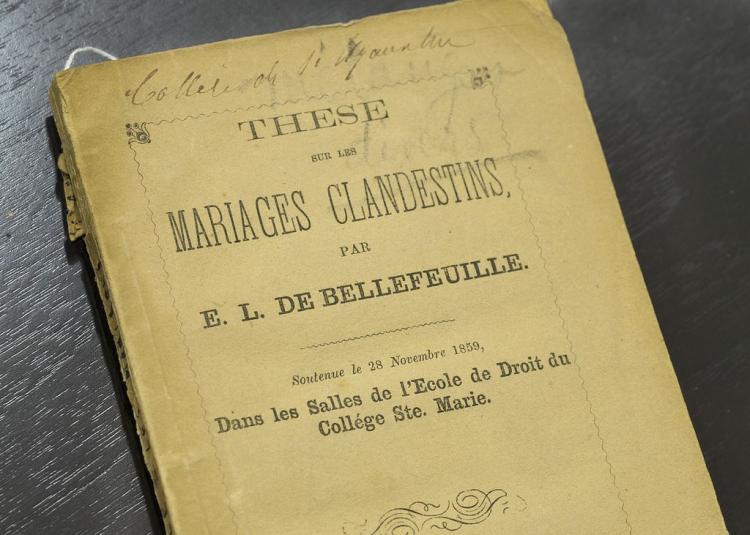 THESE
SUR LES
MARIAGES CLANDESTINS,
PAR
E. L. DE BELLEFEUILLE.
Soutenue le 28 Novembre 1859,
Dans les Salles de l'Ecole de Droit du
Collége Ste. Marie.